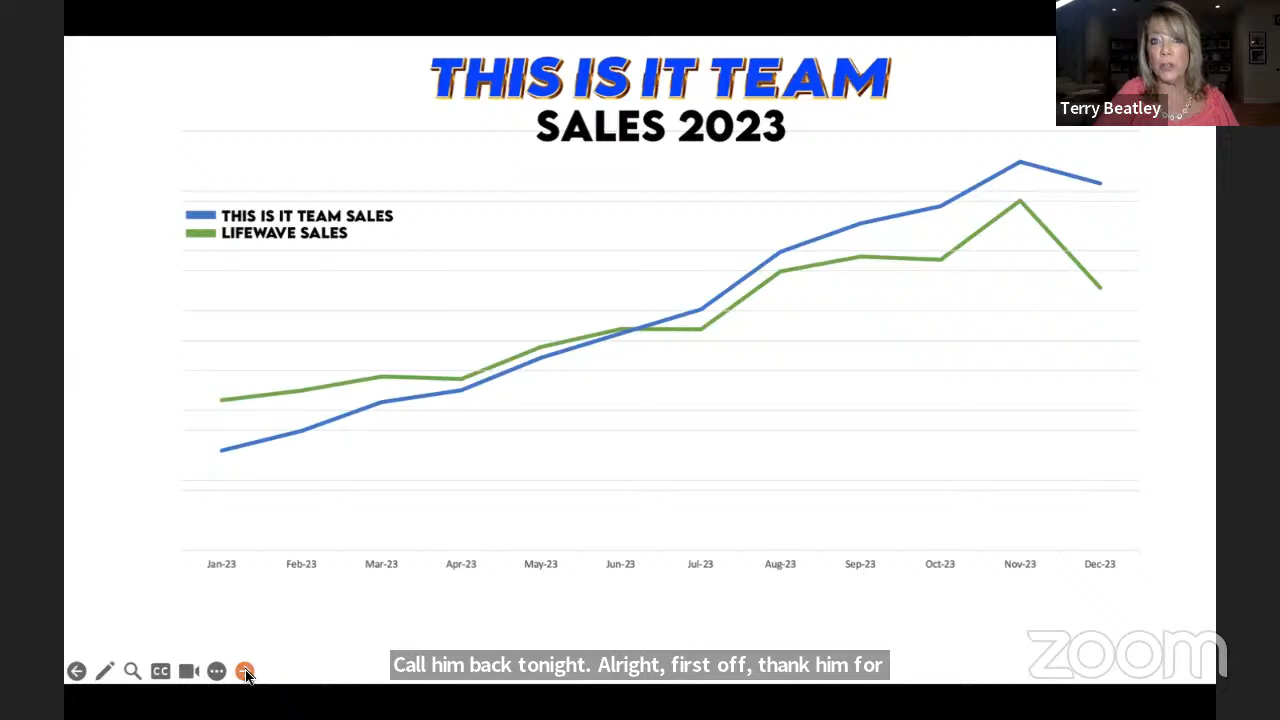 THIS IS IT TEAM
SALES 2023
Terry Beatley
THIS IS IT TEAM SALES
LIFEWAVE SALES
Jan-23 Feb-23 Mar-23 Apr-23 May-23 Jun-23 Jul-23 Aug-23 Sep-23 Oct-23 Nov-23 Dec-23
CC
Call him back tonight. Alright, first off, thank him for
zoom